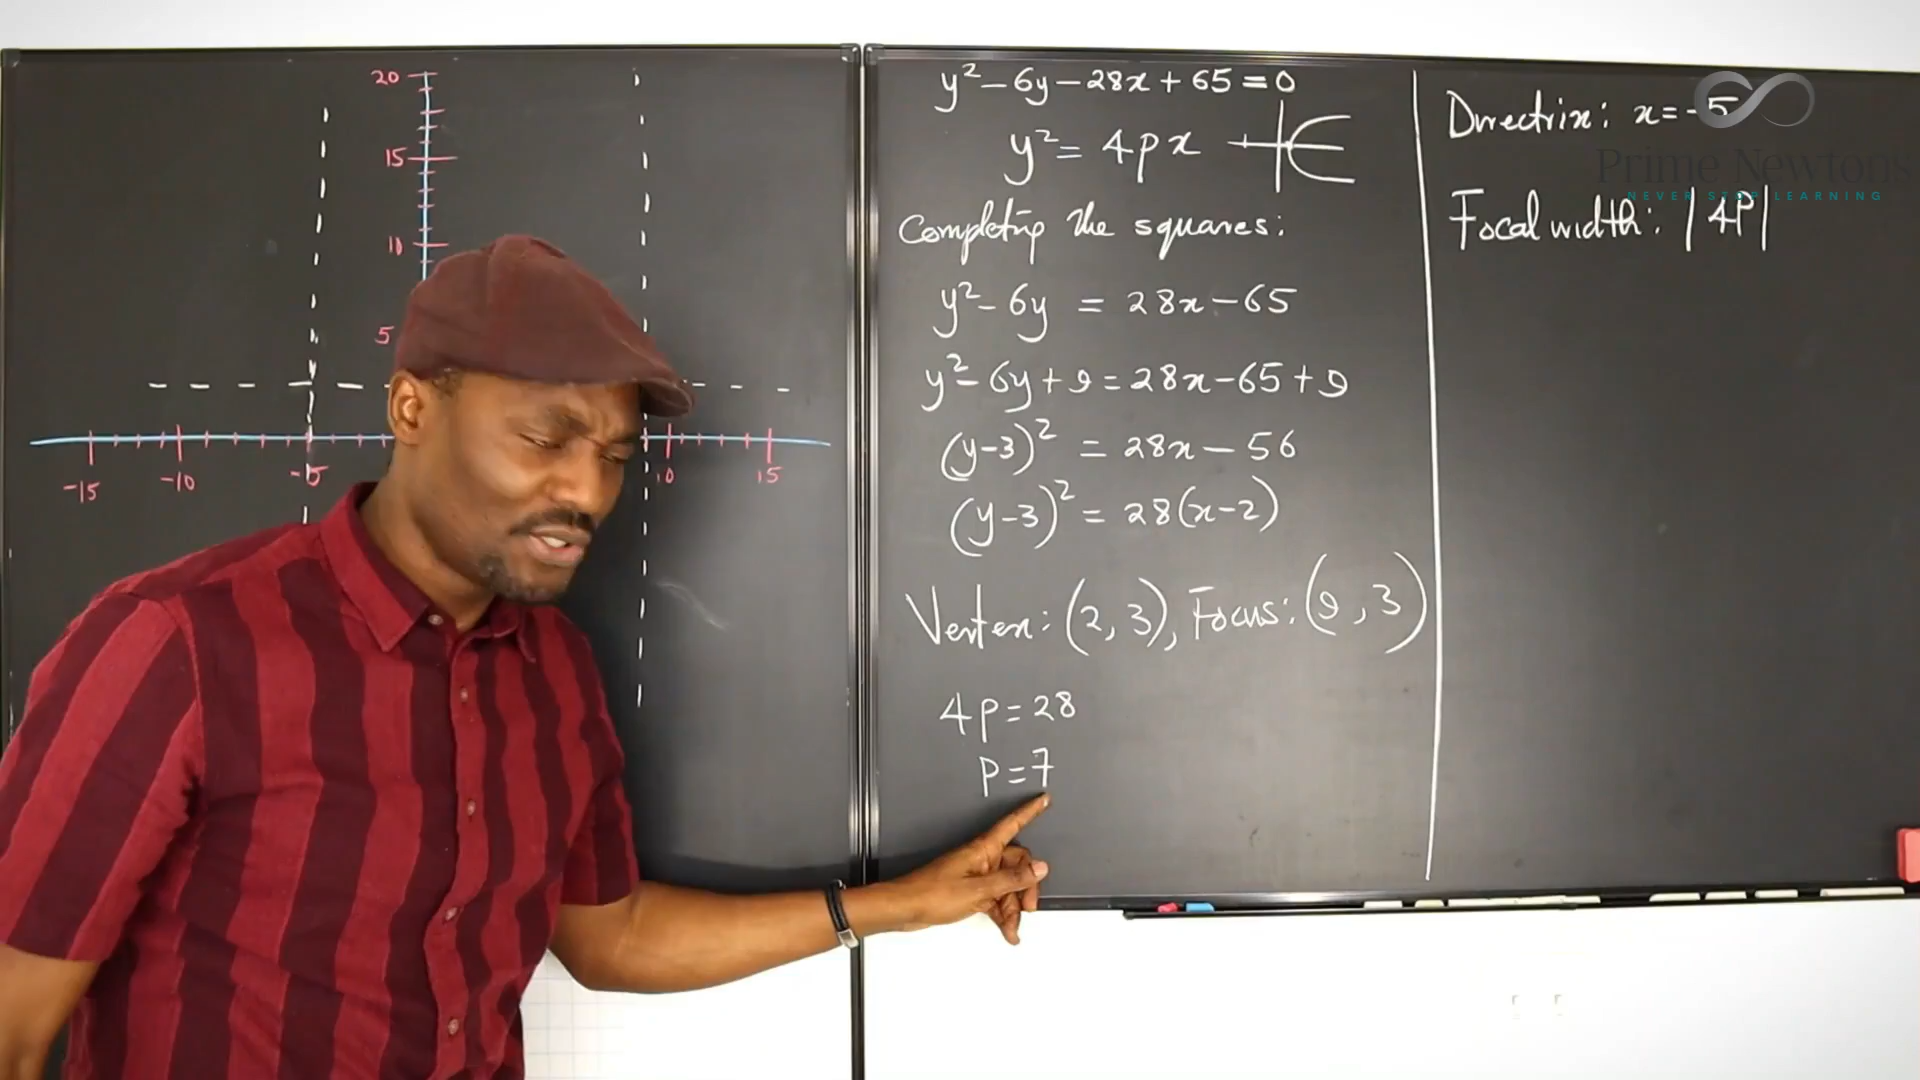 20
15
10
5
-15
-10
-5
10
15
y² - 6y - 28x + 65 = 0
y² = 4px
Completing the squares:
y² - 6y = 28x - 65
y² - 6y + 9 = 28x - 65 + 9
(y-3)² = 28x - 56
(y-3)² = 28(x-2)
Vertex: (2, 3), Focus: (9, 3)
4p = 28
P = 7
Directrix: x = -5
Focal width: |4P|
Prime Newtons
NEVER STOP LEARNING